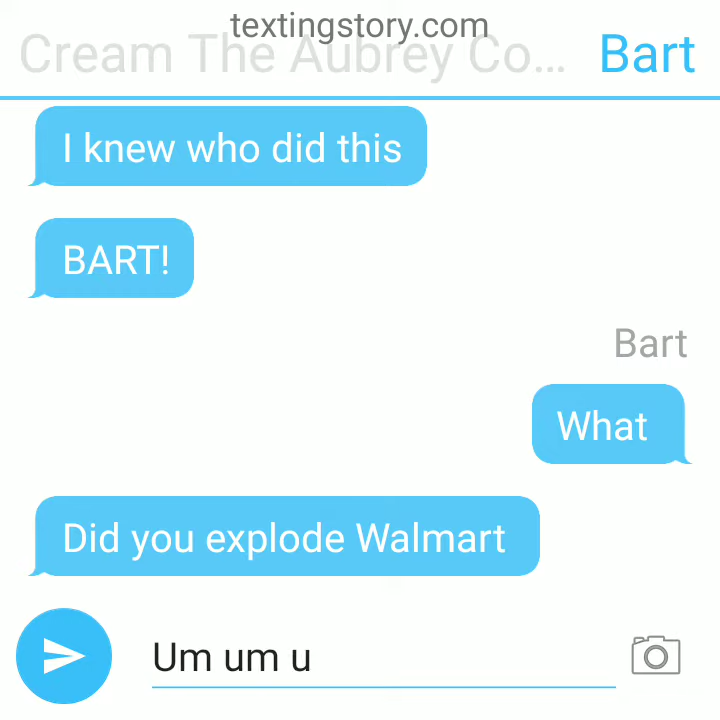 textingstory.com
Cream The Aubrey Co... Bart
I knew who did this
BART!
Bart
What
Did you explode Walmart
Um um u